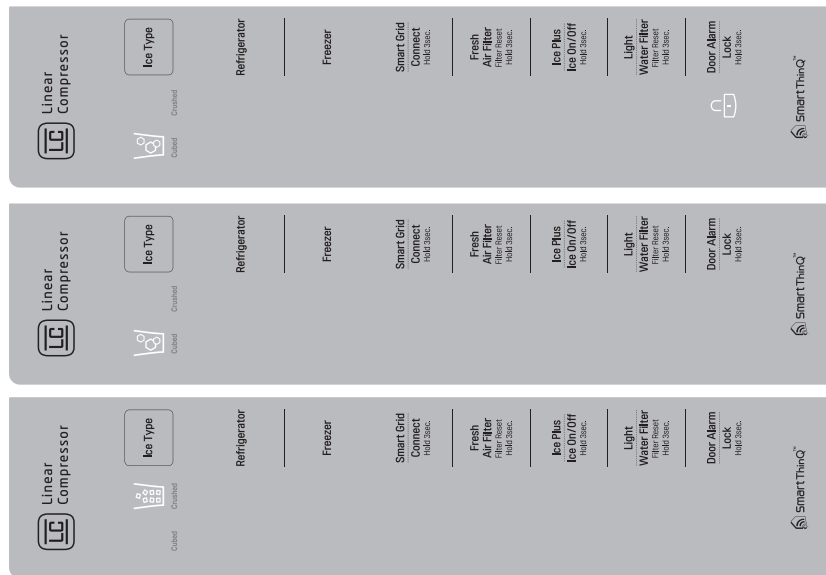 LC
Linear
Compressor
Ice Type
Cubed Crushed
Refrigerator
Freezer
Smart Grid
Connect
Hold 3sec.
Fresh
Air Filter
Filter Reset
Hold 3sec.
Ice Plus
Ice On/Off
Hold 3sec.
Light
Water Filter
Filter Reset
Hold 3sec.
Door Alarm
Lock
Hold 3sec.
SmartThinQ™
LC
Linear
Compressor
Ice Type
Cubed Crushed
Refrigerator
Freezer
Smart Grid
Connect
Hold 3sec.
Fresh
Air Filter
Filter Reset
Hold 3sec.
Ice Plus
Ice On/Off
Hold 3sec.
Light
Water Filter
Filter Reset
Hold 3sec.
Door Alarm
Lock
Hold 3sec.
SmartThinQ™
LC
Linear
Compressor
Ice Type
Cubed Crushed
Refrigerator
Freezer
Smart Grid
Connect
Hold 3sec.
Fresh
Air Filter
Filter Reset
Hold 3sec.
Ice Plus
Ice On/Off
Hold 3sec.
Light
Water Filter
Filter Reset
Hold 3sec.
Door Alarm
Lock
Hold 3sec.
SmartThinQ™